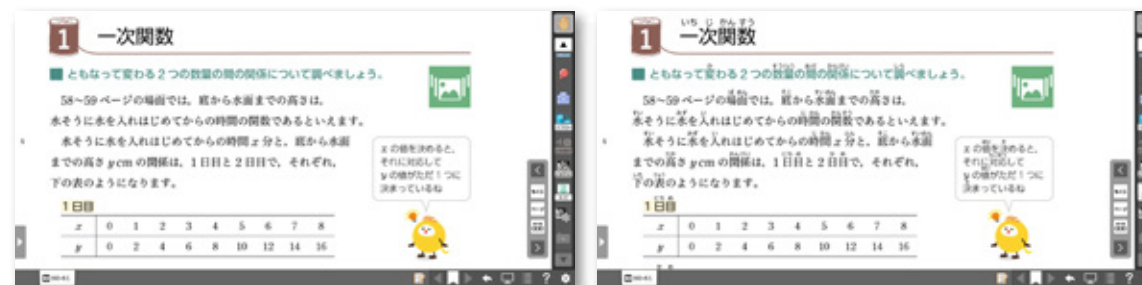 1 一次関数
ともなって変わる2つの数量の間の関係について調べましょう。
58~59 ページの場面では、底から水面までの高さは、
水そうに水を入れはじめてからの時間の関数であるといえます。
水そうに水を入れはじめてからの時間 x 分と、底から水面
までの高さ y cm の関係は、1日目と2日目で、それぞれ、
下の表のようになります。
x の値を決めると、
それに対応して
y の値がただ1つに
決まっているね
1日目
x 0 1 2 3 4 5 6 7 8
y 0 2 4 6 8 10 12 14 16
いち じ かん すう
1 一次関数
ともなって変わる2つの数量の間の関係について調べましょう。
58~59 ページの場面では、底から水面までの高さは、
水そうに水を入れはじめてからの時間の関数であるといえます。
水そうに水を入れはじめてからの時間 x 分と、底から水面
までの高さ y cm の関係は、1日目と2日目で、それぞれ、
下の表のようになります。
x の値を決めると、
それに対応して
y の値がただ1つに
決まっているね
1日目
x 0 1 2 3 4 5 6 7 8
y 0 2 4 6 8 10 12 14 16